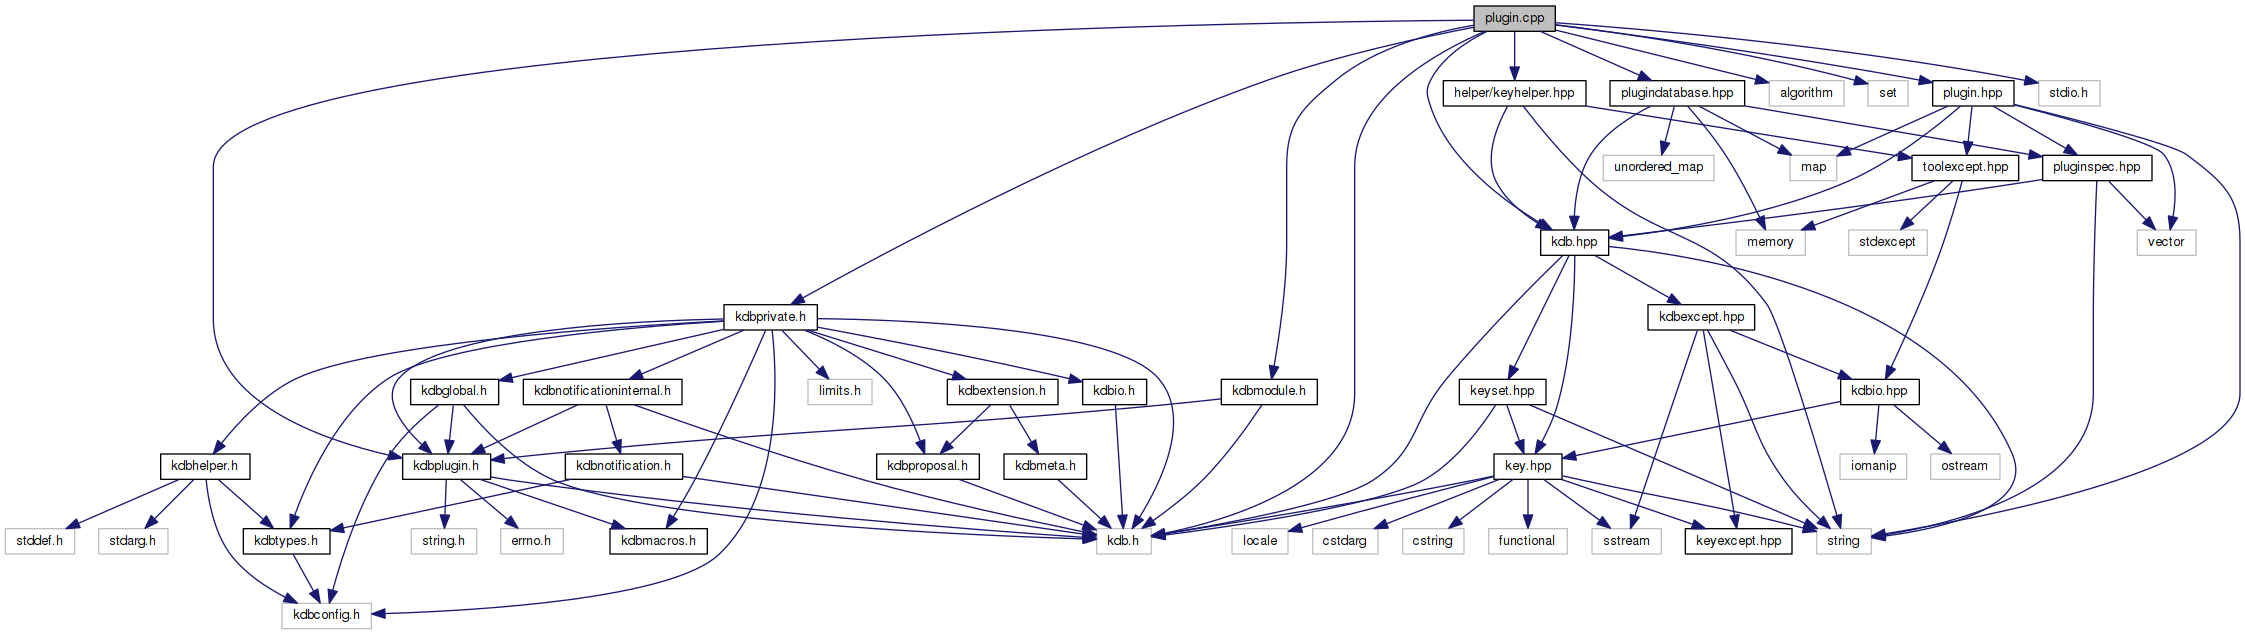 plugin.cpp
helper/keyhelper.hpp
plugindatabase.hpp
algorithm
set
plugin.hpp
stdio.h
unordered_map
map
toolexcept.hpp
pluginspec.hpp
kdb.hpp
memory
stdexcept
vector
kdbprivate.h
kdbexcept.hpp
kdbglobal.h
kdbnotificationinternal.h
limits.h
kdbextension.h
kdbio.h
kdbmodule.h
keyset.hpp
kdbio.hpp
kdbhelper.h
kdbplugin.h
kdbnotification.h
kdbproposal.h
kdbmeta.h
key.hpp
iomanip
ostream
stddef.h
stdarg.h
kdbtypes.h
string.h
errno.h
kdbmacros.h
kdb.h
locale
cstdarg
cstring
functional
sstream
keyexcept.hpp
string
kdbconfig.h